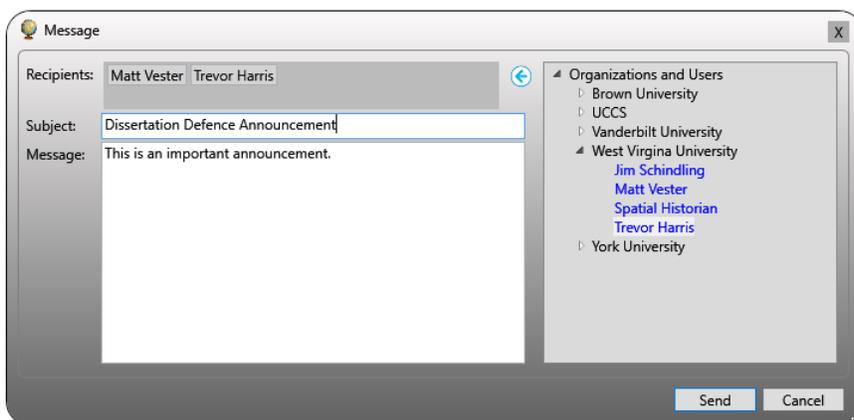 Message
X
Recipients: Matt Vester Trevor Harris
Subject: Dissertation Defence Announcement
Message: This is an important announcement.
Organizations and Users
Brown University
UCCS
Vanderbilt University
West Virginia University
Jim Schindling
Matt Vester
Spatial Historian
Trevor Harris
York University
Send Cancel